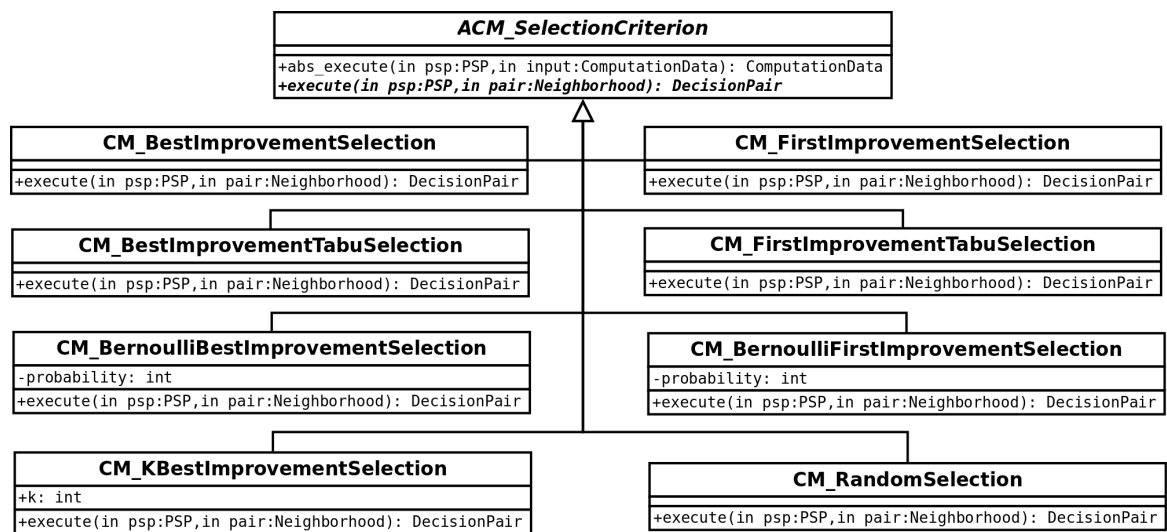 ACM_SelectionCriterion
+abs_execute(in psp:PSP,in input:ComputationData): ComputationData
+execute(in psp:PSP,in pair:Neighborhood): DecisionPair
CM_BestImprovementSelection
+execute(in psp:PSP,in pair:Neighborhood): DecisionPair
CM_FirstImprovementSelection
+execute(in psp:PSP,in pair:Neighborhood): DecisionPair
CM_BestImprovementTabuSelection
+execute(in psp:PSP,in pair:Neighborhood): DecisionPair
CM_FirstImprovementTabuSelection
+execute(in psp:PSP,in pair:Neighborhood): DecisionPair
CM_BernoulliBestImprovementSelection
-probability: int
+execute(in psp:PSP,in pair:Neighborhood): DecisionPair
CM_BernoulliFirstImprovementSelection
-probability: int
+execute(in psp:PSP,in pair:Neighborhood): DecisionPair
CM_KBestImprovementSelection
+k: int
+execute(in psp:PSP,in pair:Neighborhood): DecisionPair
CM_RandomSelection
+execute(in psp:PSP,in pair:Neighborhood): DecisionPair